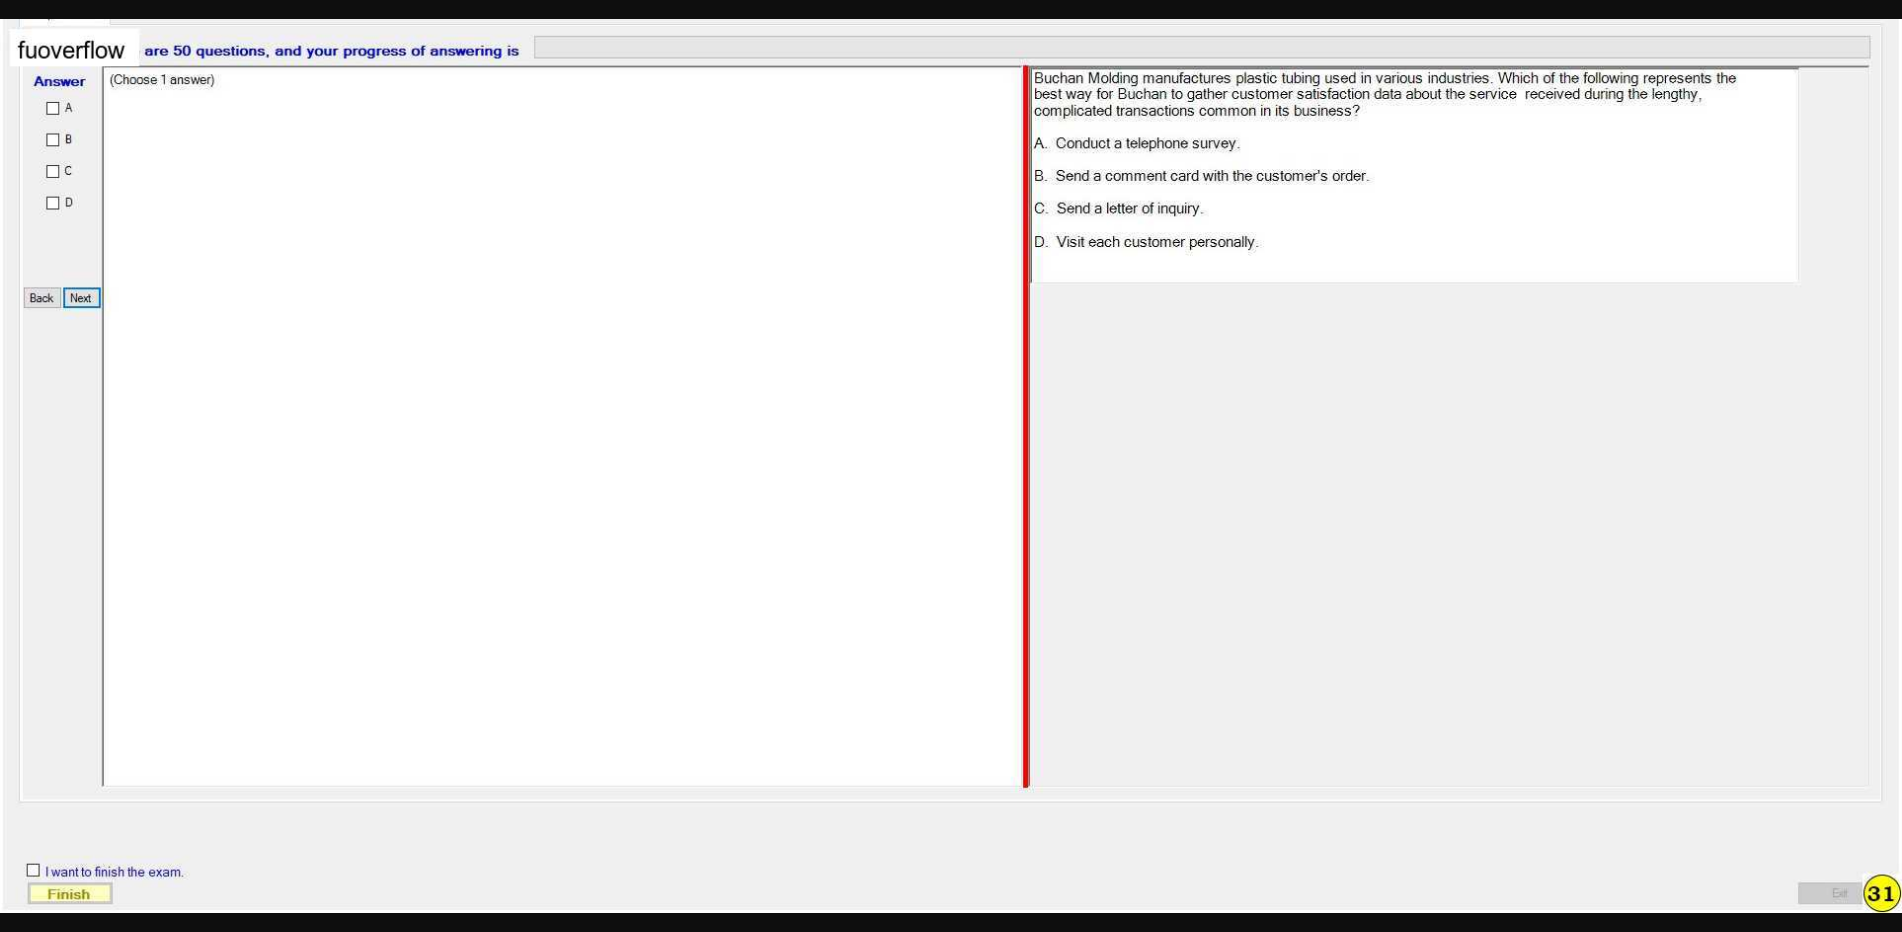 fuoverflow are 50 questions, and your progress of answering is
Answer
A
B
C
D
Back Next
(Choose 1 answer)
Buchan Molding manufactures plastic tubing used in various industries. Which of the following represents the
best way for Buchan to gather customer satisfaction data about the service received during the lengthy,
complicated transactions common in its business?
A. Conduct a telephone survey.
B. Send a comment card with the customer's order.
C. Send a letter of inquiry.
D. Visit each customer personally.
I want to finish the exam.
Finish
Exit
31